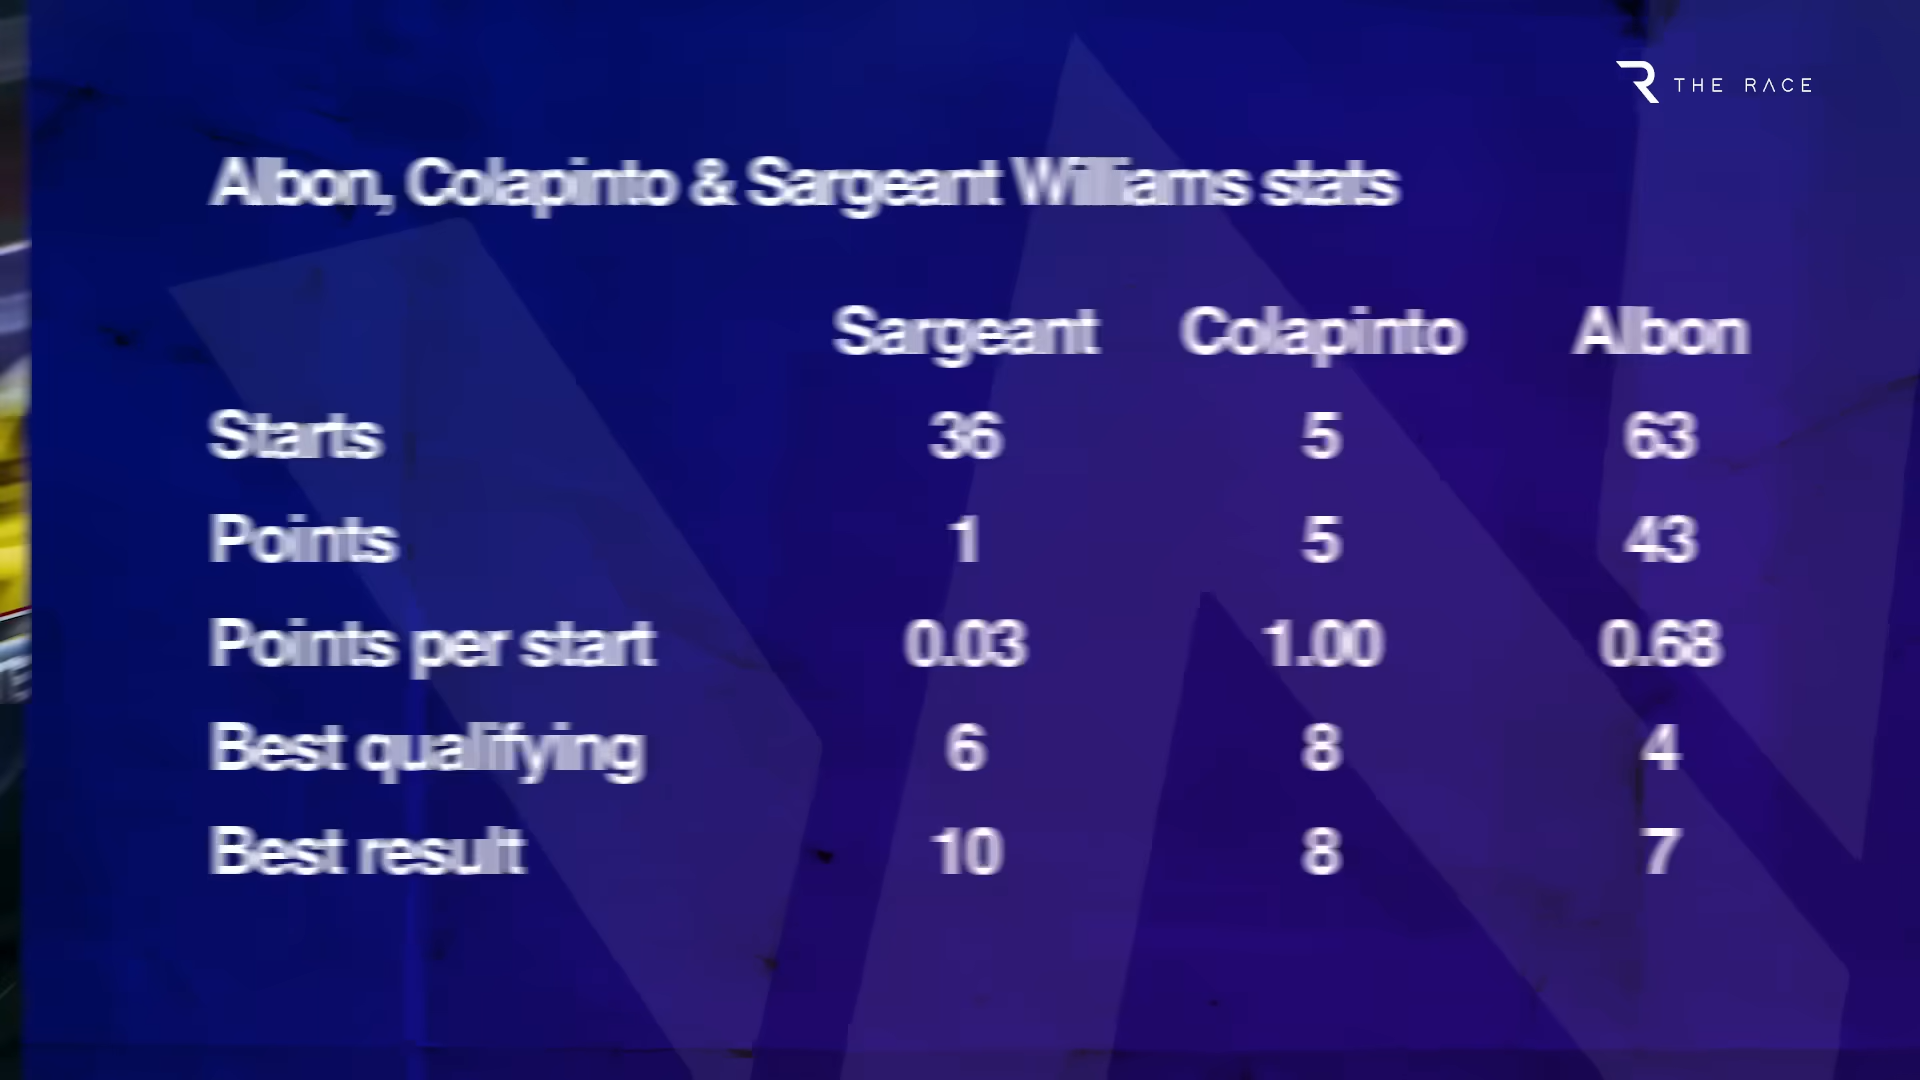 THE RACE
Albon, Colapinto & Sargeant Williams stats
Sargeant Colapinto Albon
Starts 36 5 63
Points 1 5 43
Points per start 0.03 1.00 0.68
Best qualifying 6 8 4
Best result 10 8 7